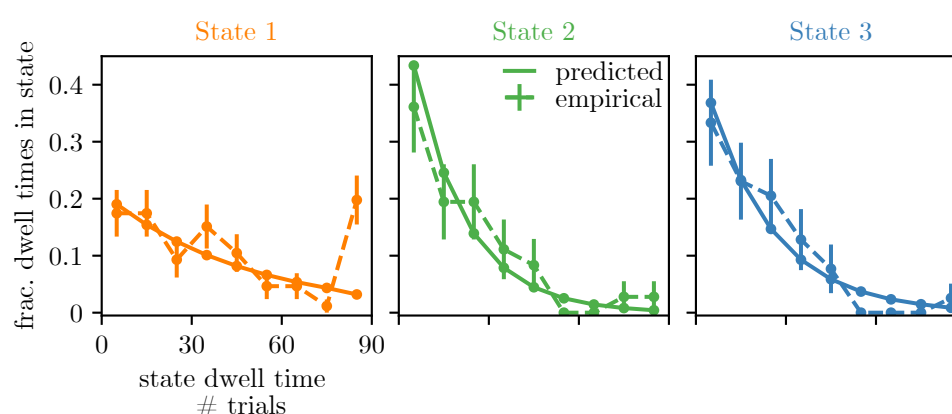 State 1
State 2
State 3
frac. dwell times in state
0.4
0.3
0.2
0.1
0
0
30
60
90
state dwell time
# trials
predicted
empirical